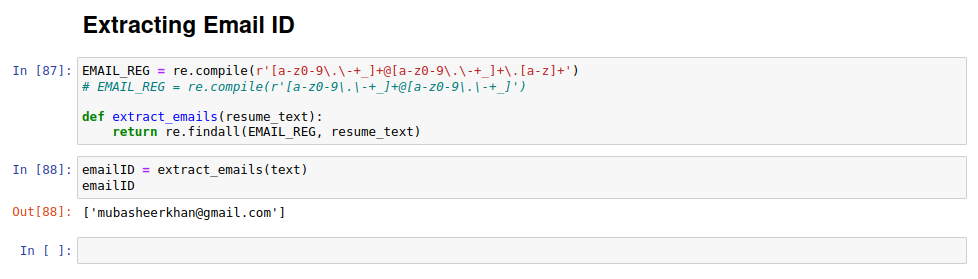 Extracting Email ID
In [87]: EMAIL_REG = re.compile(r'[a-z0-9\.\-+_]+@[a-z0-9\.\-+_]+\.[a-z]+')
# EMAIL_REG = re.compile(r'[a-z0-9\.\-+_]+@[a-z0-9\.\-+_]')
def extract_emails(resume_text):
    return re.findall(EMAIL_REG, resume_text)
In [88]: emailID = extract_emails(text)
emailID
Out[88]: ['mubasheerkhan@gmail.com']
In [ ]: